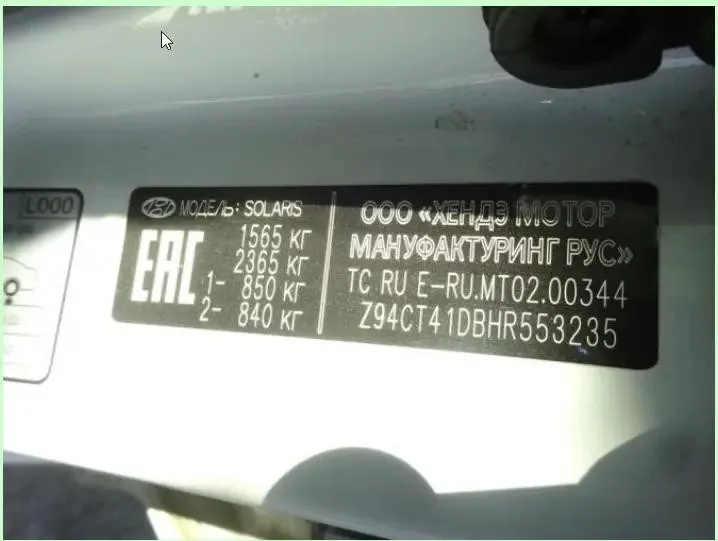 L000
МОДЕЛЬ: SOLARIS
EAC
1565 КГ
2365 КГ
1- 850 КГ
2- 840 КГ
ООО «ХЕНДЭ МОТОР
МАНУФАКТУРИНГ РУС»
ТС RU E-RU.MT02.00344
Z94CT41DBHR553235